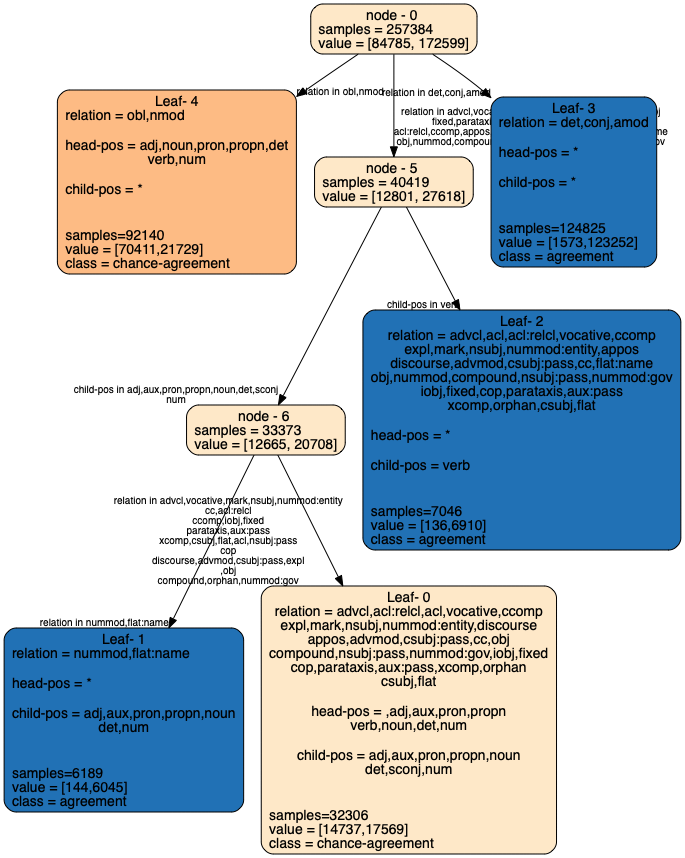 node - 0
samples = 257384
value = [84785, 172599]
relation in obl,nmod
relation in det,conj,amod
Leaf- 4
relation = obl,nmod
head-pos = adj,noun,pron,propn,det
verb,num
child-pos = *
samples=92140
value = [70411,21729]
class = chance-agreement
relation in advcl,voca
fixed,parataxi
acl:relcl,ccomp,appos
obj,nummod,compoun
Leaf- 3
relation = det,conj,amod
head-pos = *
child-pos = *
samples=124825
value = [1573,123252]
class = agreement
node - 5
samples = 40419
value = [12801, 27618]
child-pos in verb
Leaf- 2
relation = advcl,acl,acl:relcl,vocative,ccomp
expl,mark,nsubj,nummod:entity,appos
discourse,advmod,csubj:pass,cc,flat:name
obj,nummod,compound,nsubj:pass,nummod:gov
iobj,fixed,cop,parataxis,aux:pass
xcomp,orphan,csubj,flat
head-pos = *
child-pos = verb
samples=7046
value = [136,6910]
class = agreement
child-pos in adj,aux,pron,propn,noun,det,sconj
num
node - 6
samples = 33373
value = [12665, 20708]
relation in advcl,vocative,mark,nsubj,nummod:entity
cc,acl:relcl
ccomp,iobj,fixed
parataxis,aux:pass
xcomp,csubj,flat,acl,nsubj:pass
cop
discourse,advmod,csubj:pass,expl
,obj
compound,orphan,nummod:gov
relation in nummod,flat:name
Leaf- 1
relation = nummod,flat:name
head-pos = *
child-pos = adj,aux,pron,propn,noun
det,num
samples=6189
value = [144,6045]
class = agreement
Leaf- 0
relation = advcl,acl:relcl,acl,vocative,ccomp
expl,mark,nsubj,nummod:entity,discourse
appos,advmod,csubj:pass,cc,obj
compound,nsubj:pass,nummod:gov,iobj,fixed
cop,parataxis,aux:pass,xcomp,orphan
csubj,flat
head-pos = ,adj,aux,pron,propn
verb,noun,det,num
child-pos = adj,aux,pron,propn,noun
det,sconj,num
samples=32306
value = [14737,17569]
class = chance-agreement